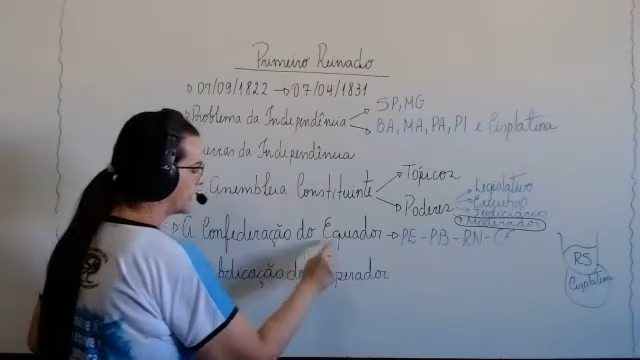 Primeiro Reinado
07/09/1822 → 07/04/1831
Problema da Independência
SP, MG
BA, MA, PA, PI e Cisplatina
da Independência
Assembleia Constituinte
Tópicos
Poderes
Legislativo
Executivo
Judiciário
Moderador
A Confederação do Equador → PE - PB - RN - CE
RS
Cisplatina